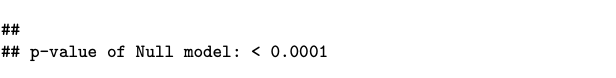 ##
## p-value of Null model: < 0.0001